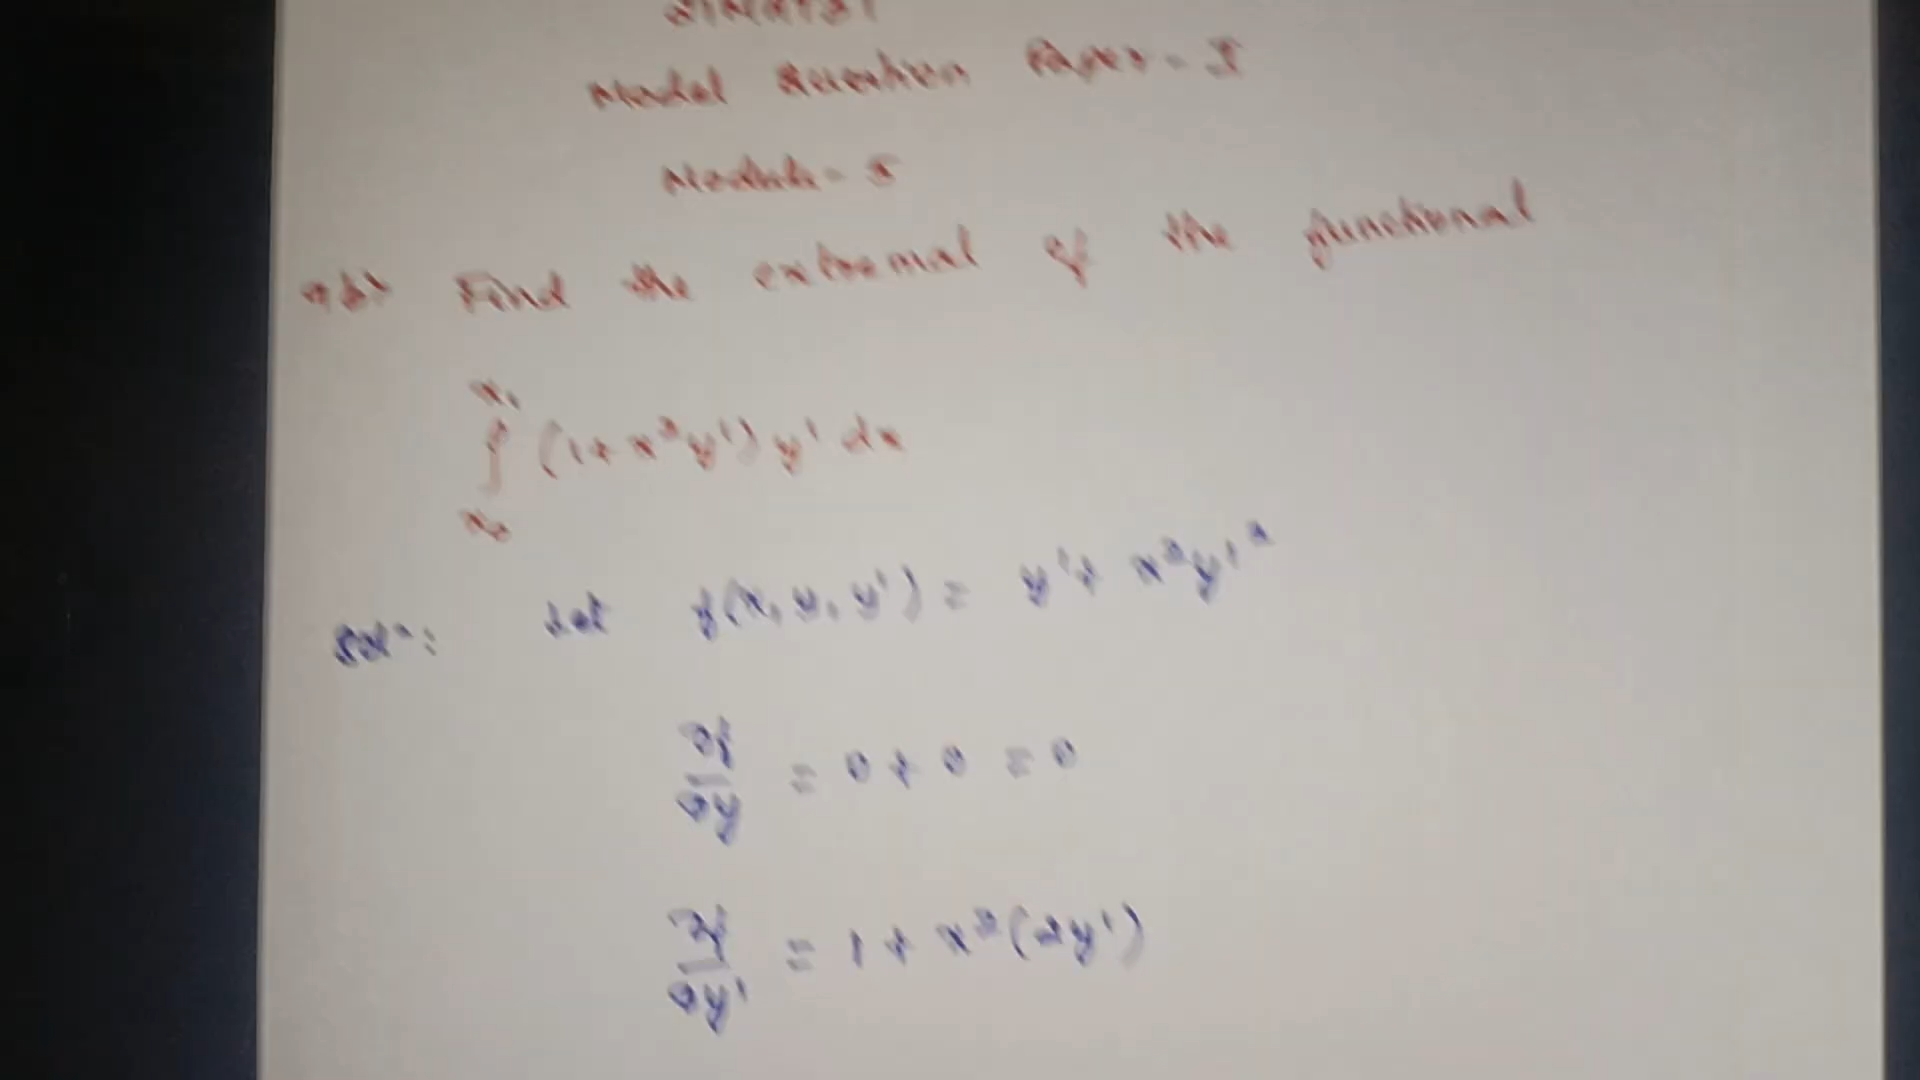 Model Question Paper - I
Module - 5
9b> Find the extremal of the functional
x₁
∫ (1+x²y')y' dx
x₀
Solⁿ: Let f(x, y, y') = y' + x²y'²
∂f/∂y = 0 + 0 = 0
∂f/∂y' = 1 + x²(2y')